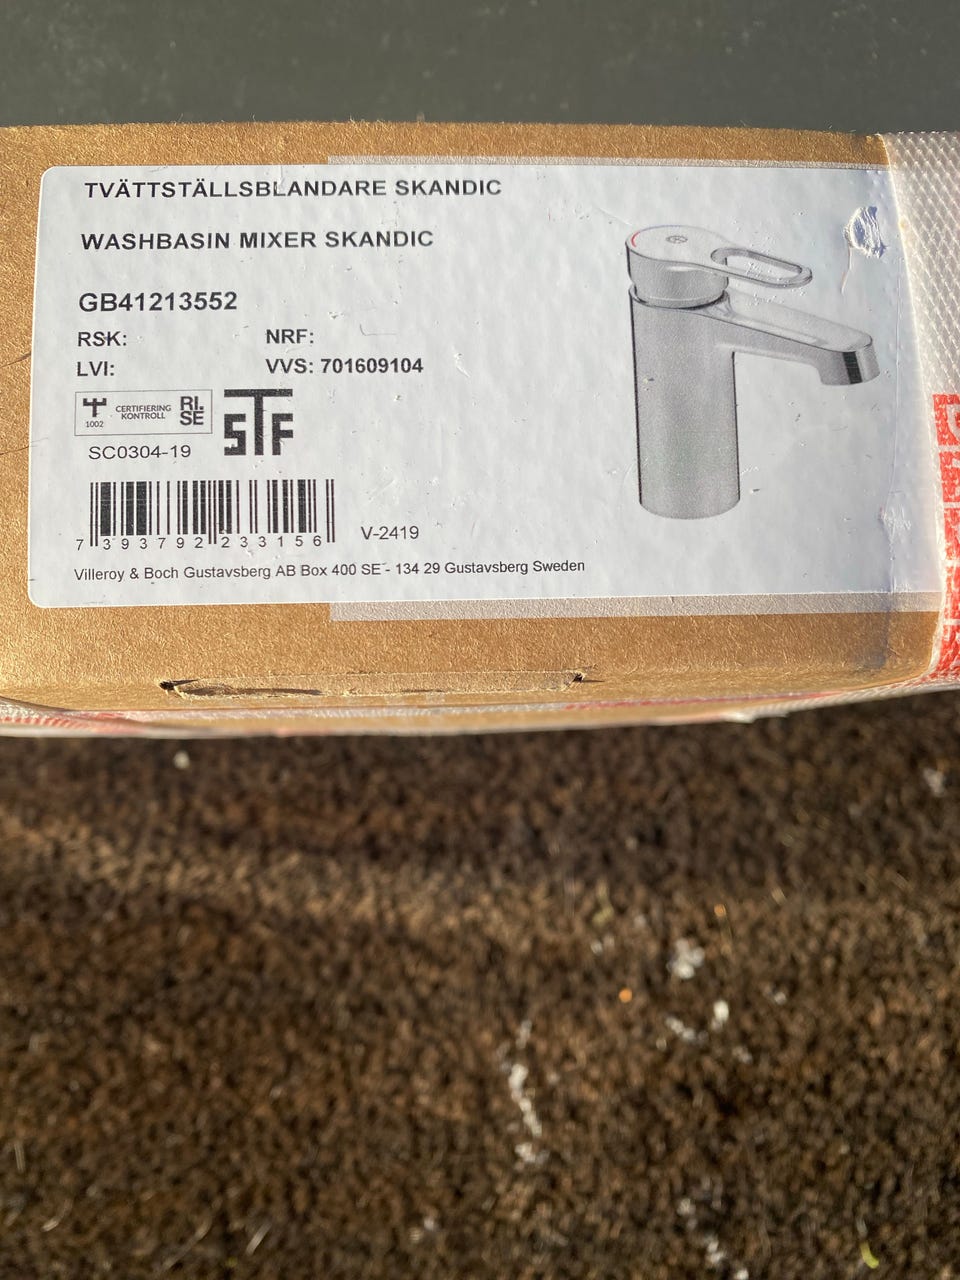 TVÄTTSTÄLLSBLANDARE SKANDIC
WASHBASIN MIXER SKANDIC
GB41213552
RSK: NRF:
LVI: VVS: 701609104
1002 CERTIFIERING KONTROLL RI. SE
STF
SC0304-19
7 393792 233156
V-2419
Villeroy & Boch Gustavsberg AB Box 400 SE - 134 29 Gustavsberg Sweden